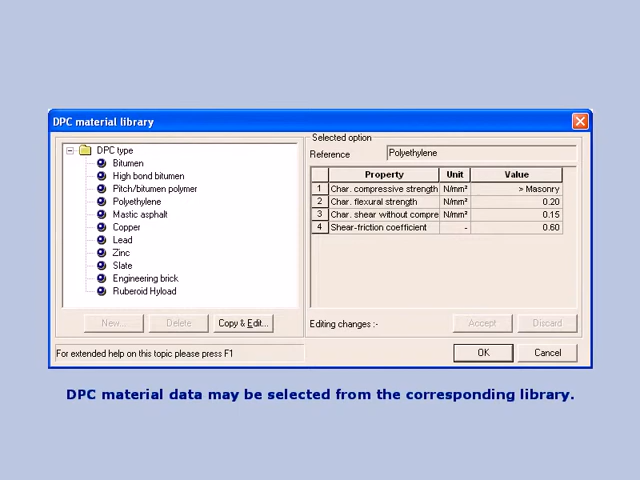 DPC material library
DPC type
Bitumen
High bond bitumen
Pitch/bitumen polymer
Polyethylene
Mastic asphalt
Copper
Lead
Zinc
Slate
Engineering brick
Ruberoid Hyload
New... Delete Copy & Edit...
For extended help on this topic please press F1
Selected option
Reference Polyethylene
Property Unit Value
1 Char. compressive strength N/mm² > Masonry
2 Char. flexural strength N/mm² 0.20
3 Char. shear without compre N/mm² 0.15
4 Shear-friction coefficient - 0.60
Editing changes :- Accept Discard
OK Cancel
DPC material data may be selected from the corresponding library.